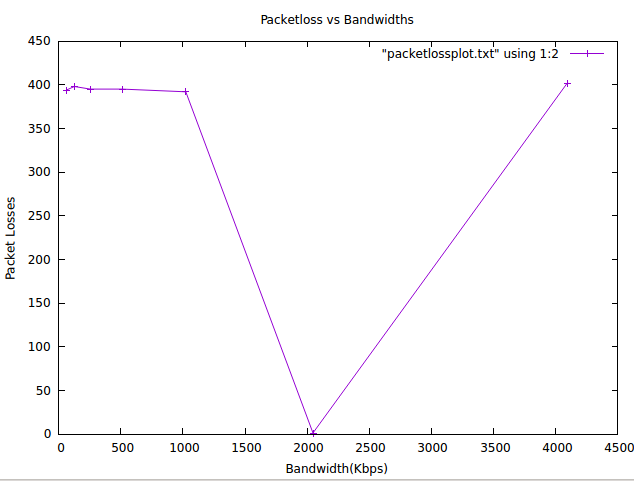 Packetloss vs Bandwidths
"packetlossplot.txt" using 1:2
450
400
350
300
250
200
150
100
50
0
Packet Losses
0 500 1000 1500 2000 2500 3000 3500 4000 4500
Bandwidth(Kbps)